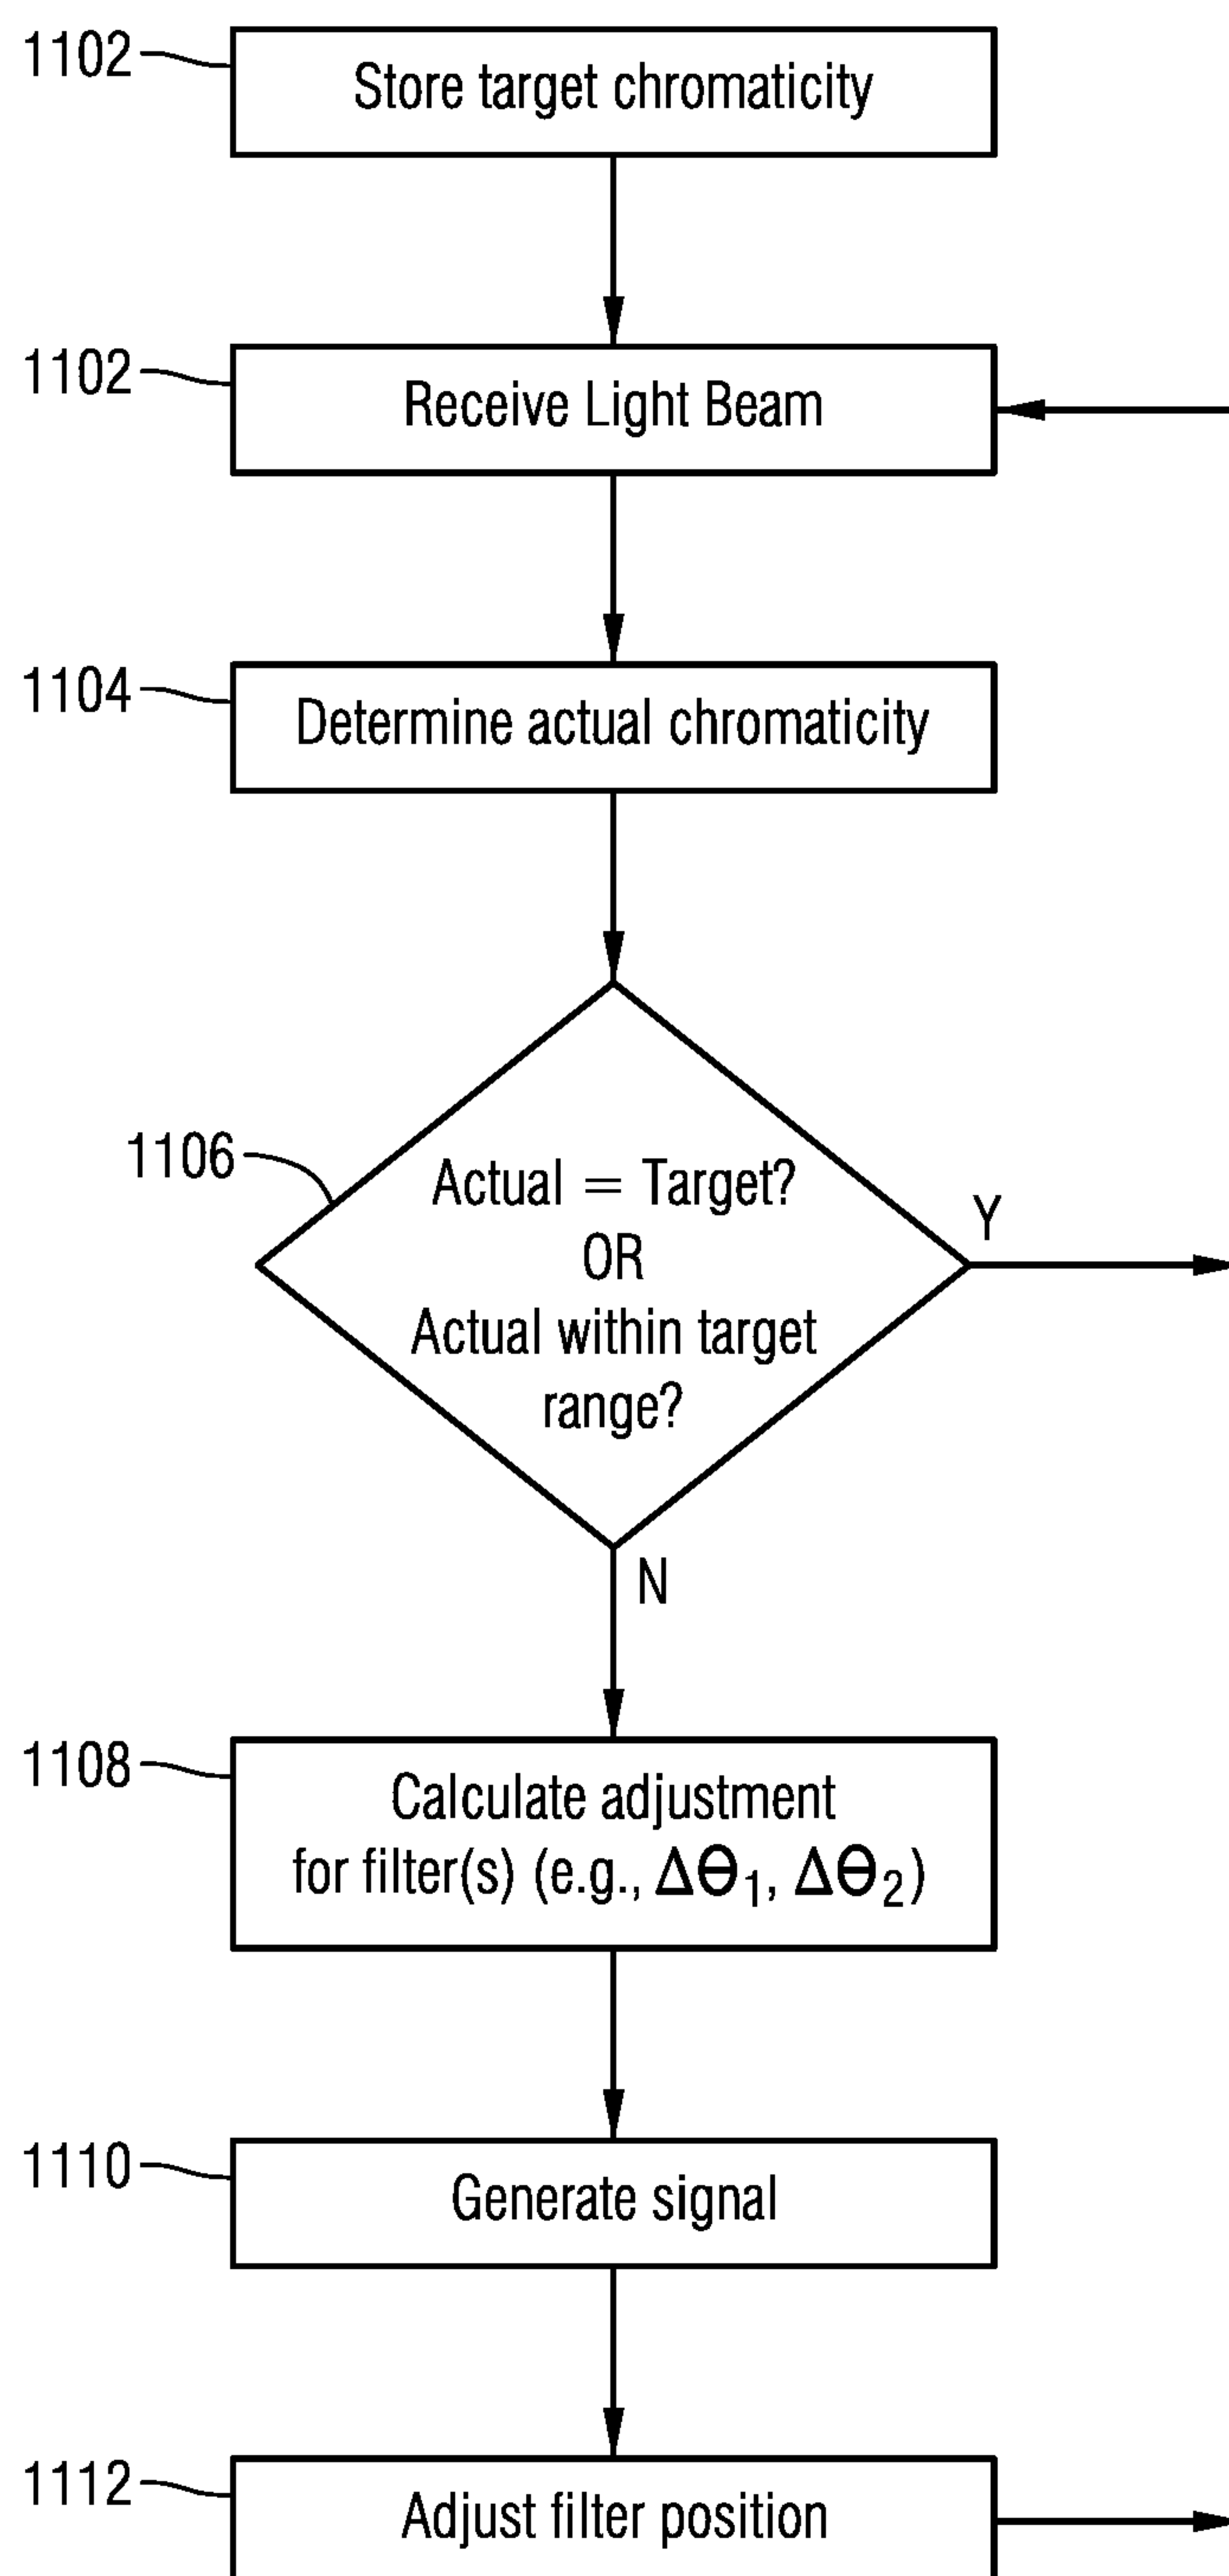 1102
Store target chromaticity
1102
Receive Light Beam
1104
Determine actual chromaticity
1106
Actual = Target?
OR
Actual within target
range?
Y
N
1108
Calculate adjustment
for filter(s) (e.g., ΔΘ₁, ΔΘ₂)
1110
Generate signal
1112
Adjust filter position